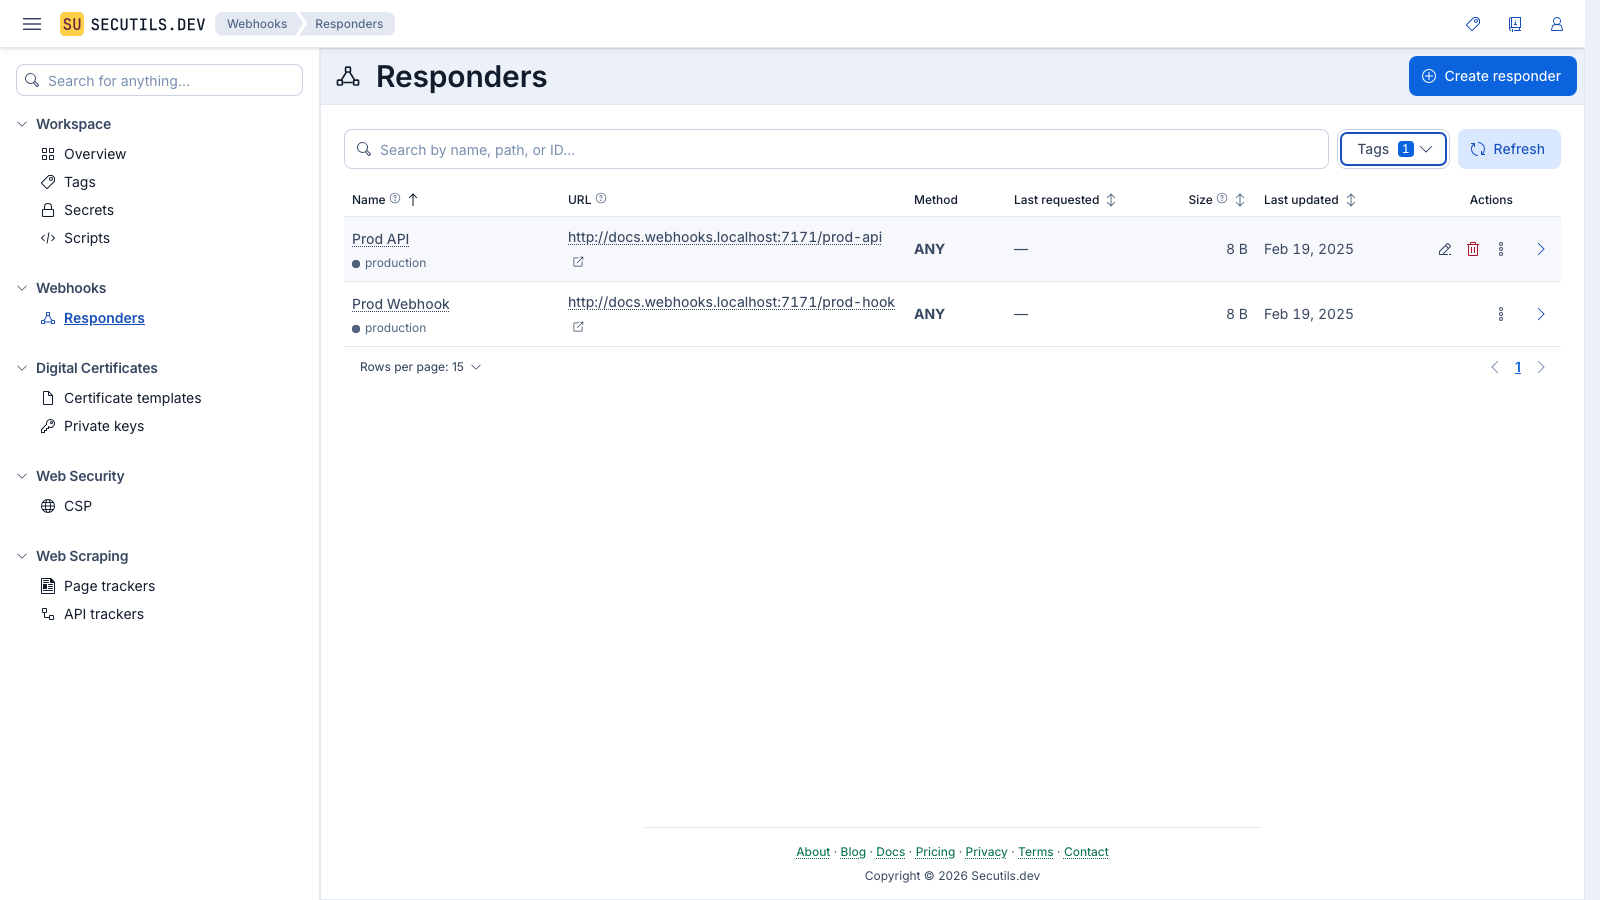 SU SECUTILS.DEV Webhooks Responders
Search for anything...
Workspace
Overview
Tags
Secrets
Scripts
Webhooks
Responders
Digital Certificates
Certificate templates
Private keys
Web Security
CSP
Web Scraping
Page trackers
API trackers
Responders
Create responder
Search by name, path, or ID...
Tags 1
Refresh
Name URL Method Last requested Size Last updated Actions
Prod API http://docs.webhooks.localhost:7171/prod-api ANY — 8 B Feb 19, 2025
production
Prod Webhook http://docs.webhooks.localhost:7171/prod-hook ANY — 8 B Feb 19, 2025
production
Rows per page: 15
1
About · Blog · Docs · Pricing · Privacy · Terms · Contact
Copyright © 2026 Secutils.dev